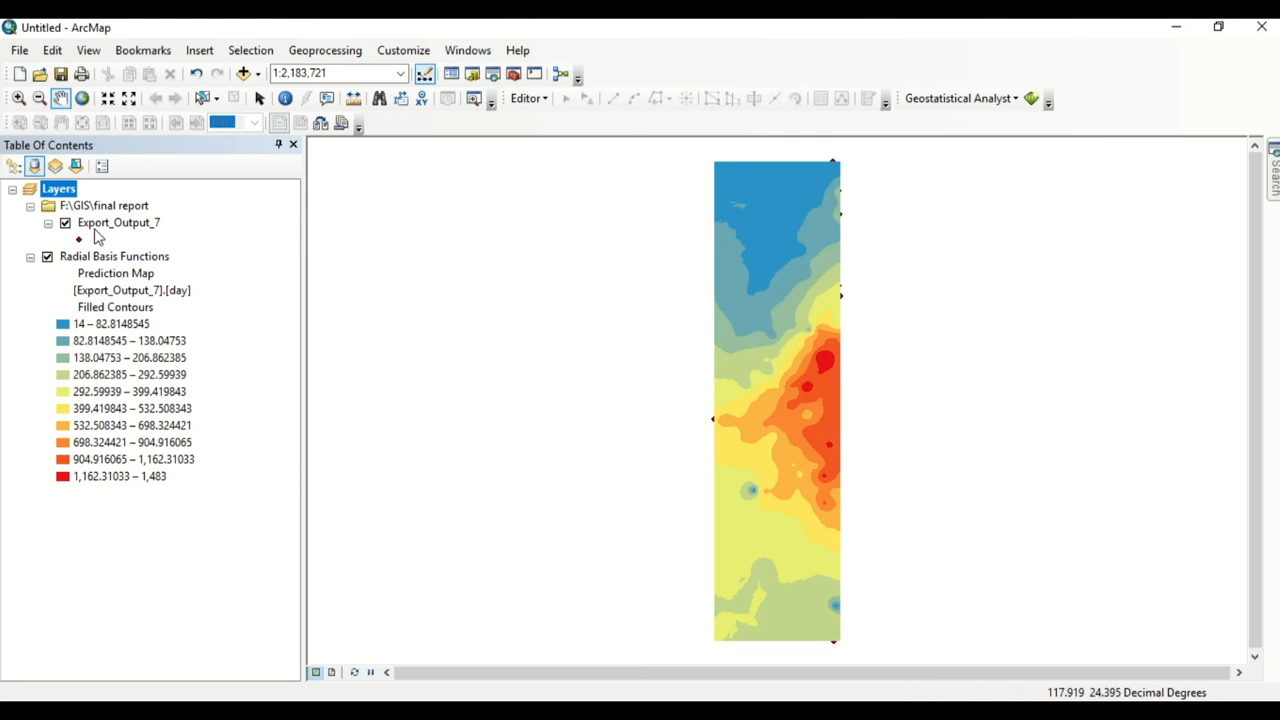 Untitled - ArcMap
File Edit View Bookmarks Insert Selection Geoprocessing Customize Windows Help
1:2,183,721
Editor Geostatistical Analyst
Table Of Contents
Layers
F:\GIS\final report
Export_Output_7
Radial Basis Functions
Prediction Map
[Export_Output_7].[day]
Filled Contours
14 – 82.8148545
82.8148545 – 138.04753
138.04753 – 206.862385
206.862385 – 292.59939
292.59939 – 399.419843
399.419843 – 532.508343
532.508343 – 698.324421
698.324421 – 904.916065
904.916065 – 1,162.31033
1,162.31033 – 1,483
Search
117.919 24.395 Decimal Degrees